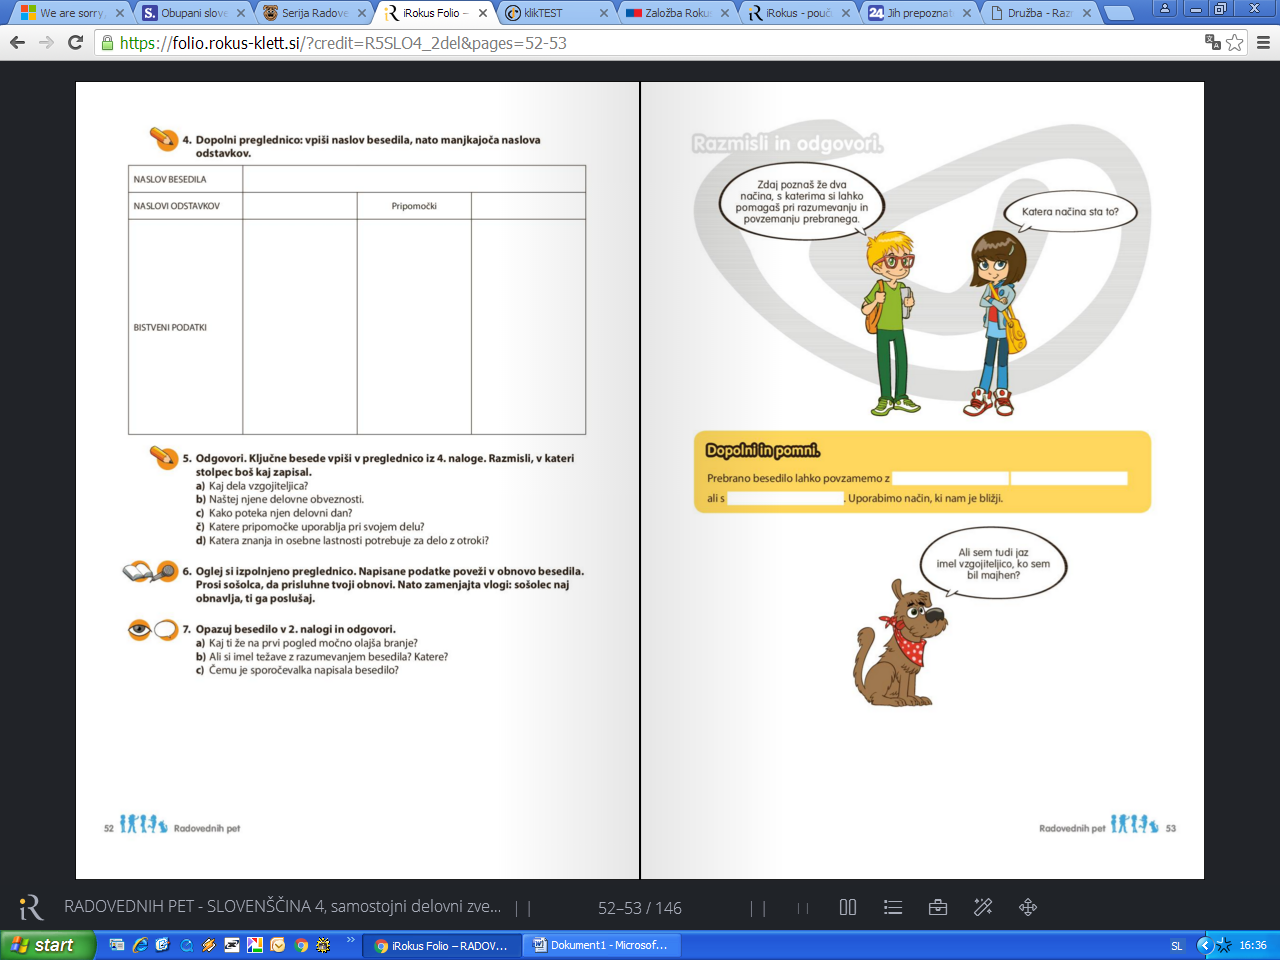 We are sorry,
Obupani slove
Serija Radove
iRokus Folio –
klikTEST
Založba Roku
iRokus - pouč
Jih prepoznat
Družba - Razr
https://folio.rokus-klett.si/?credit=R5SLO4_2del&pages=52-53
4. Dopolni preglednico: vpiši naslov besedila, nato manjkajoča naslova
odstavkov.
NASLOV BESEDILA
NASLOVI ODSTAVKOV Pripomočki
BISTVENI PODATKI
5. Odgovori. Ključne besede vpiši v preglednico iz 4. naloge. Razmisli, v kateri
stolpec boš kaj zapisal.
a) Kaj dela vzgojiteljica?
b) Naštej njene delovne obveznosti.
c) Kako poteka njen delovni dan?
č) Katere pripomočke uporablja pri svojem delu?
d) Katera znanja in osebne lastnosti potrebuje za delo z otroki?
6. Oglej si izpolnjeno preglednico. Napisane podatke poveži v obnovo besedila.
Prosi sošolca, da prisluhne tvoji obnovi. Nato zamenjajta vlogi: sošolec naj
obnavlja, ti ga poslušaj.
7. Opazuj besedilo v 2. nalogi in odgovori.
a) Kaj ti že na prvi pogled močno olajša branje?
b) Ali si imel težave z razumevanjem besedila? Katere?
c) Čemu je sporočevalka napisala besedilo?
52 Radovednih pet
Razmisli in odgovori.
Zdaj poznaš že dva
načina, s katerima si lahko
pomagaš pri razumevanju in
povzemanju prebranega.
Katera načina sta to?
Dopolni in pomni.
Prebrano besedilo lahko povzamemo z
ali s . Uporabimo način, ki nam je bližji.
Ali sem tudi jaz
imel vzgojiteljico, ko sem
bil majhen?
Radovednih pet 53
RADOVEDNIH PET - SLOVENŠČINA 4, samostojni delovni zve...
52–53 / 146
start
iRokus Folio – RADOV...
Dokument1 - Microsof...
SL
16:36